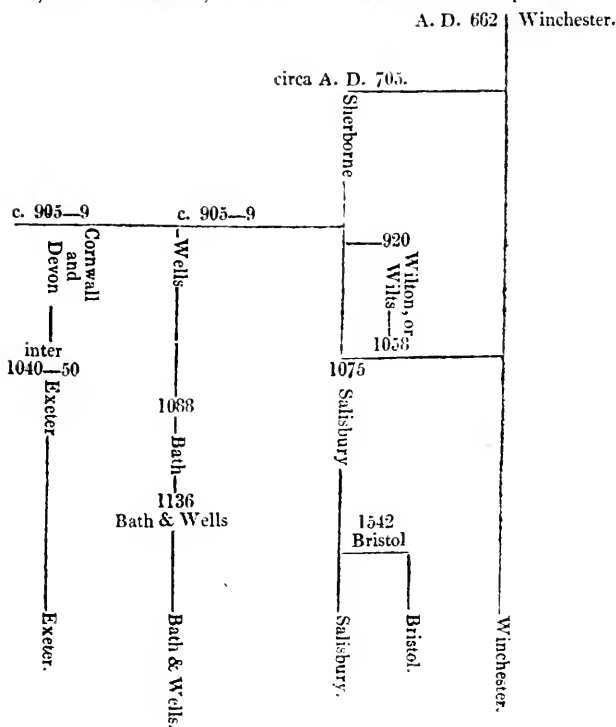 A. D. 662 Winchester.
circa A. D. 705.
Sherborne
c. 905—9
c. 905—9
Cornwall
and
Devon
Wells
920
Wilton, or
Wilts
1058
inter
1040—50
1075
Exeter
Salisbury
1088
Bath
1136
Bath & Wells
1542
Bristol
Exeter.
Bath & Wells.
Salisbury.
Bristol.
Winchester.